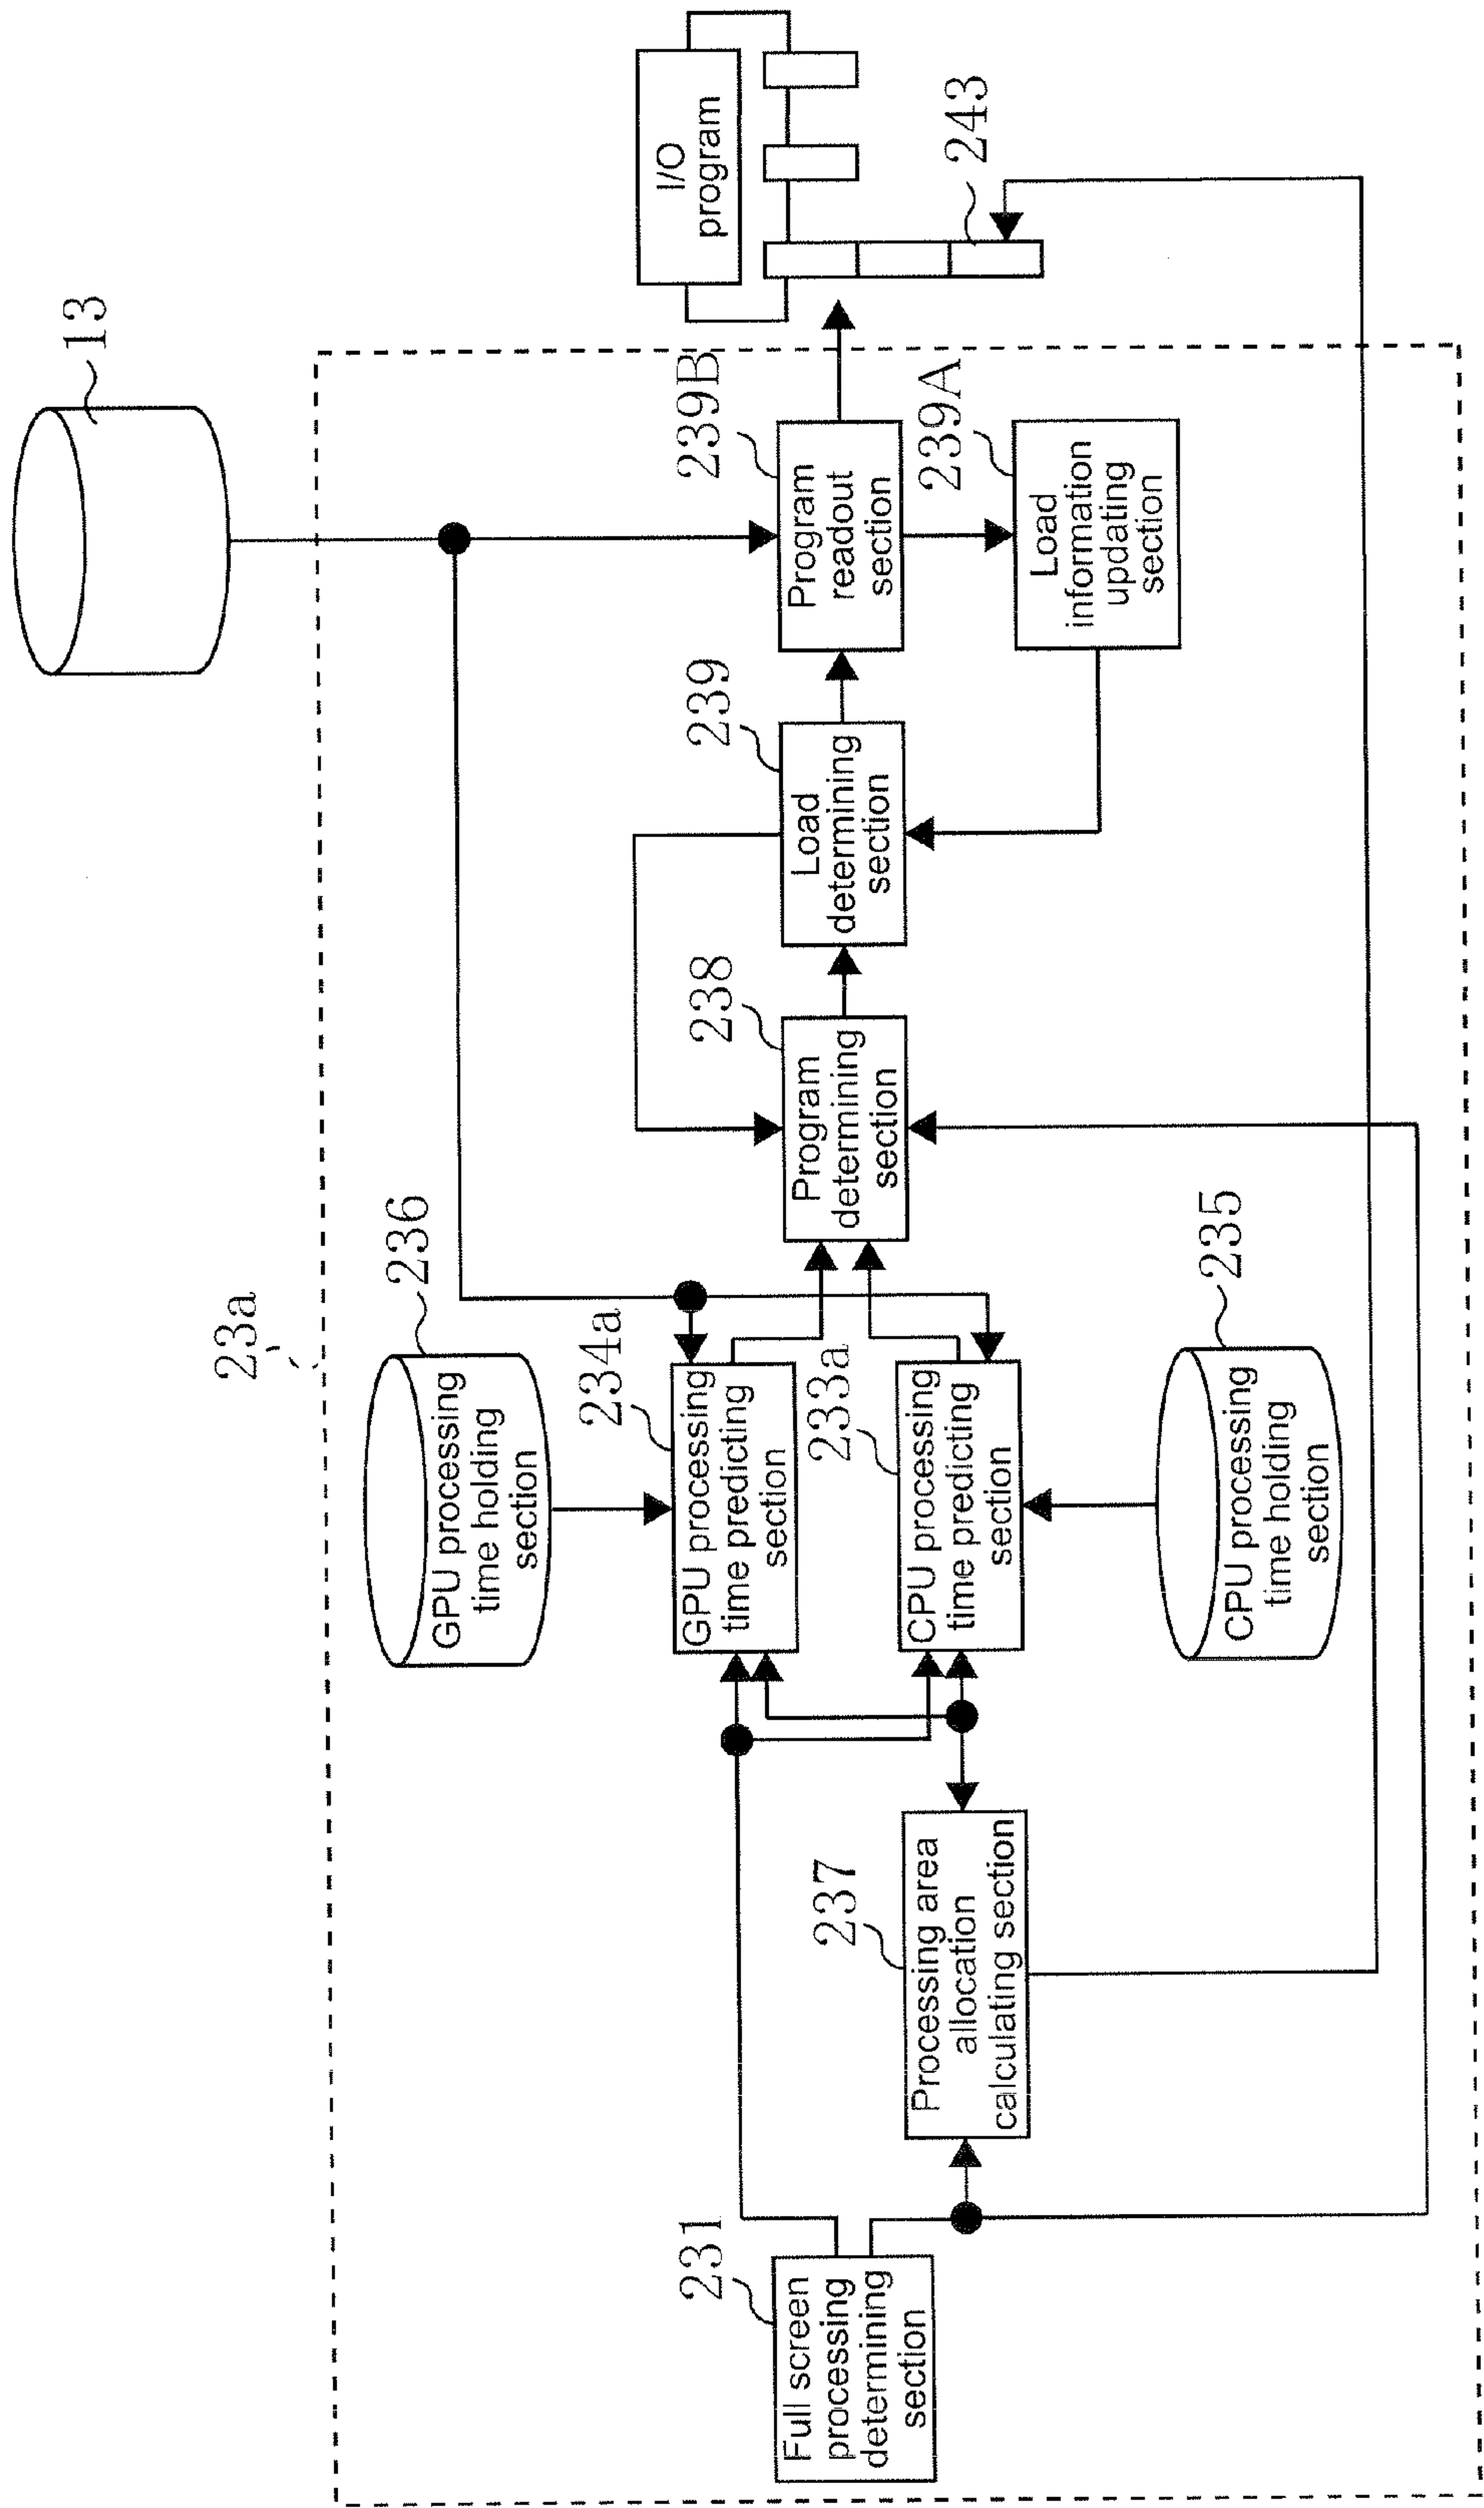 13
23a
I/O
program
243
239B
Program
readout
section
239A
Load
information
updating
section
239
Load
determining
section
238
Program
determining
section
236
GPU processing
time holding
section
234a
GPU processing
time predicting
section
233a
CPU processing
time predicting
section
235
CPU processing
time holding
section
237
Processing area
allocation
calculating section
231
Full screen
processing
determining
section